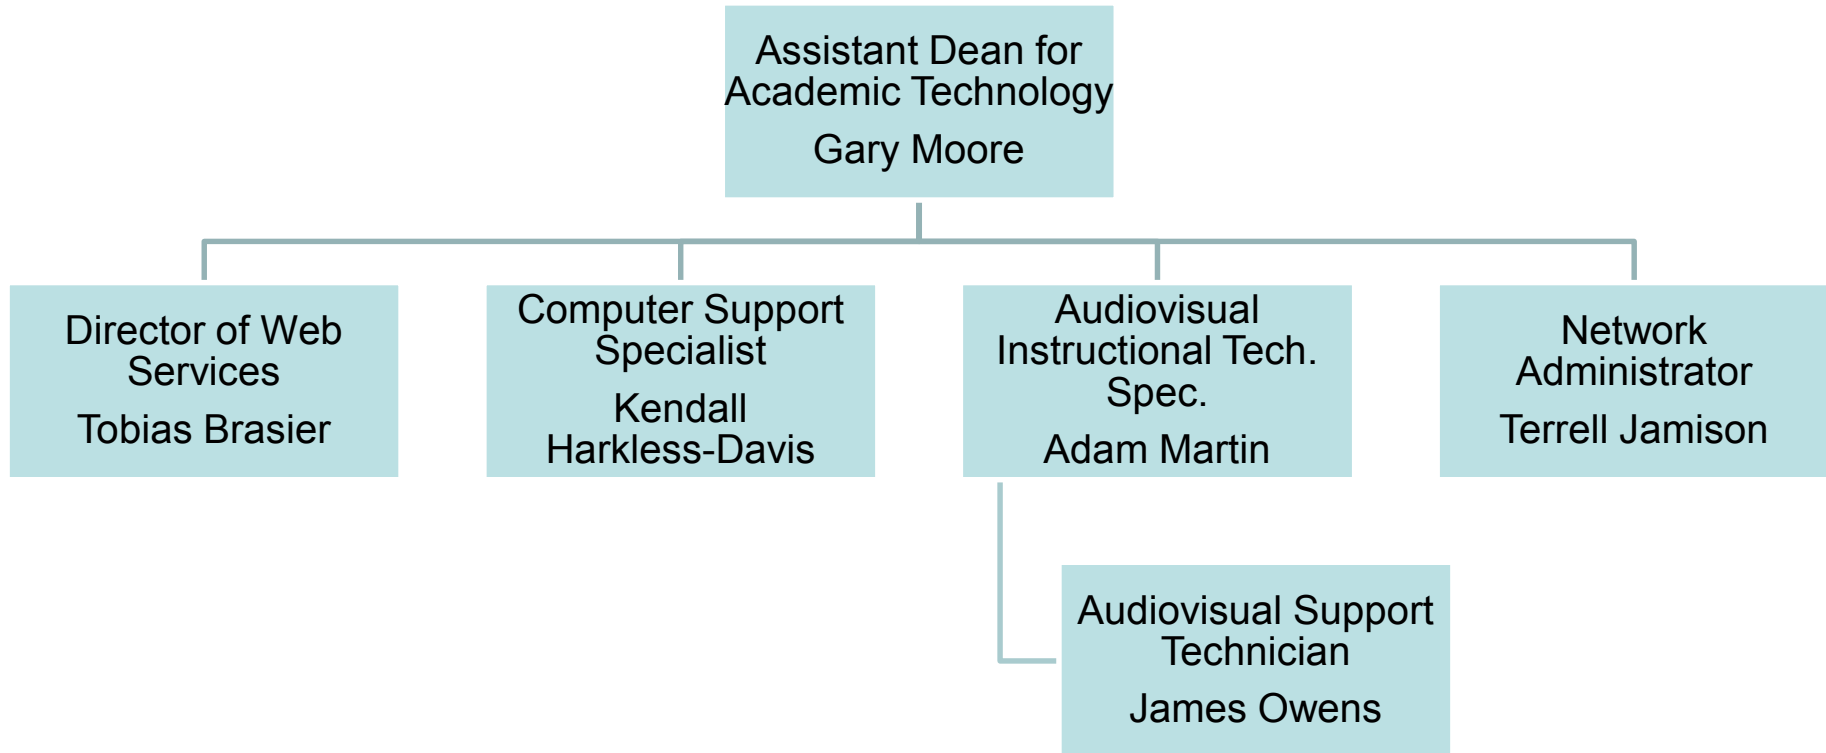 Assistant Dean for
Academic Technology
Gary Moore
Director of Web
Services
Tobias Brasier
Computer Support
Specialist
Kendall
Harkless-Davis
Audiovisual
Instructional Tech.
Spec.
Adam Martin
Network
Administrator
Terrell Jamison
Audiovisual Support
Technician
James Owens